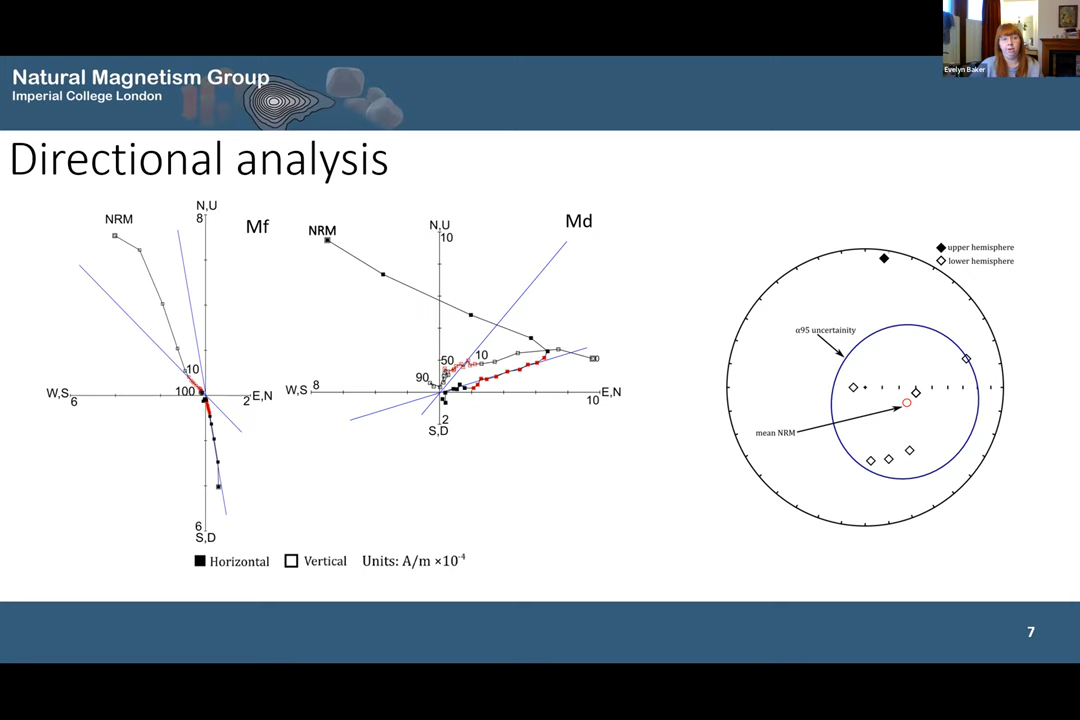 Evelyn Baker
Natural Magnetism Group
Imperial College London
Directional analysis
N,U
8
NRM
Mf
10
100
W,S
6
2
E,N
6
S,D
NRM
N,U
10
Md
50
10
90
W,S
8
E,N
10
2
S,D
■ Horizontal □ Vertical Units: A/m ×10⁻⁴
upper hemisphere
lower hemisphere
α95 uncertainity
mean NRM
7